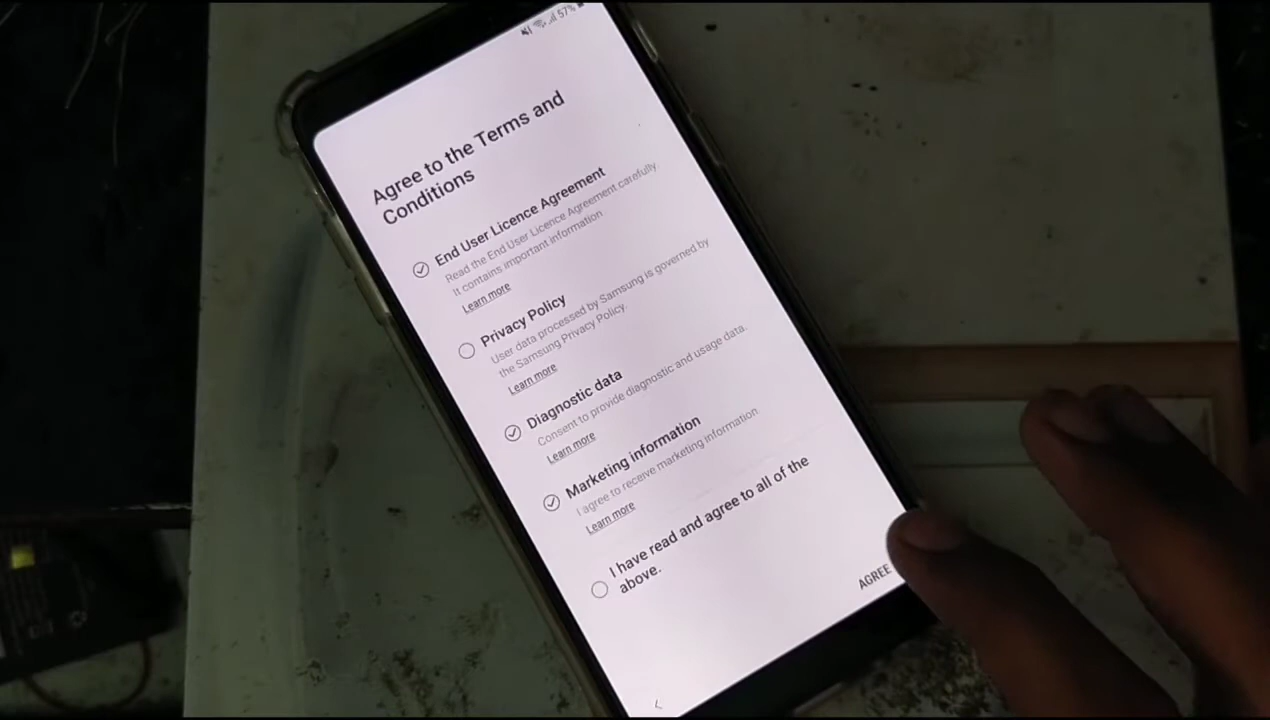 57%
Agree to the Terms and
Conditions
End User Licence Agreement
Read the End User Licence Agreement carefully.
It contains important information.
Learn more
Privacy Policy
User data processed by Samsung is governed by
the Samsung Privacy Policy.
Learn more
Diagnostic data
Consent to provide diagnostic and usage data.
Learn more
Marketing information
I agree to receive marketing information.
Learn more
I have read and agree to all of the
above.
AGREE